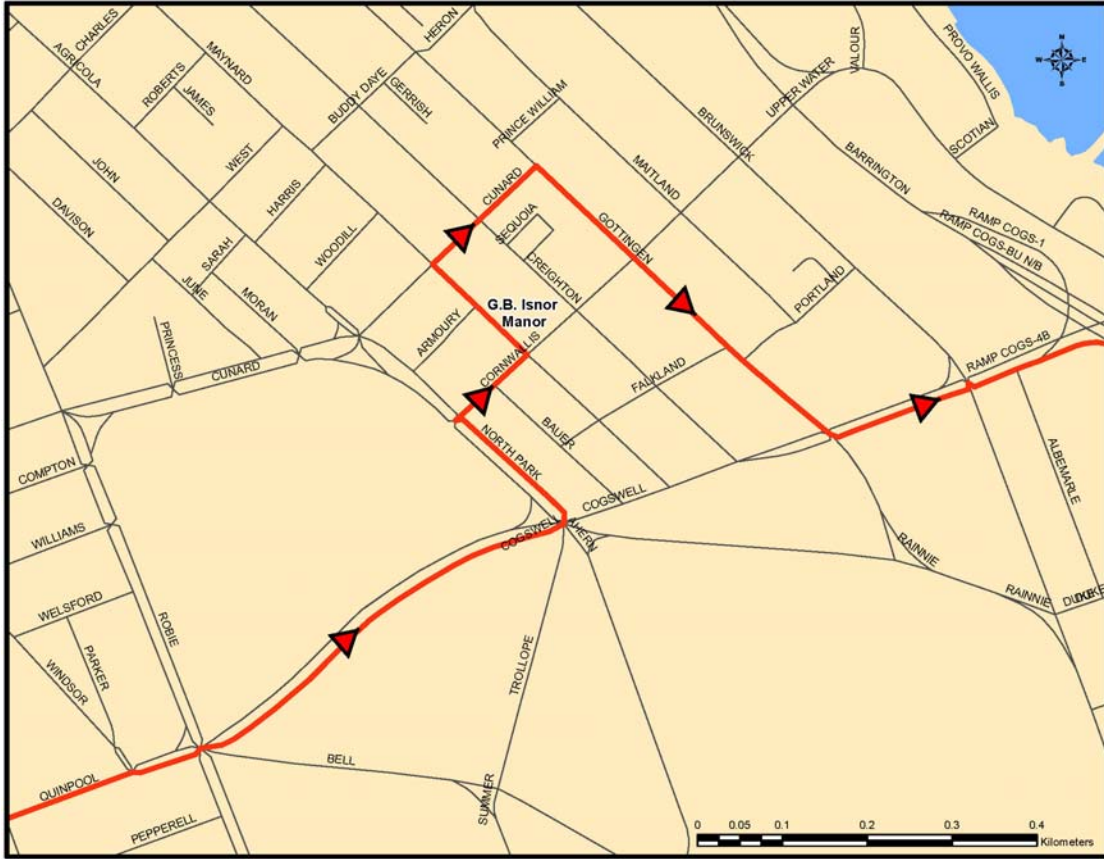 CHARLES
AGRICOLA
MAYNARD
ROBERTS
JAMES
BUDDY DAYE
HERON
GERRISH
PRINCE WILLIAM
UPPER WATER
VALOUR
PROVO WALLIS
N
W
E
S
SCOTIAN
BRUNSWICK
BARRINGTON
MAITLAND
JOHN
WEST
HARRIS
DAVISON
SARAH
JUNE
WOODILL
MORAN
CUNARD
SEQUOIA
GOTTINGEN
CREIGHTON
RAMP COGS-1
RAMP COGS-BU N/B
PORTLAND
G.B. Isnor
Manor
ARMOURY
CORNWALLIS
PRINCESS
CUNARD
FALKLAND
RAMP COGS-4B
BAUER
NORTH PARK
ALBEMARLE
COMPTON
COGSWELL
COGSWELL
AHERN
WILLIAMS
RAINNIE
RAINNIE
DUKE
DUKE
WELSFORD
PARKER
WINDSOR
ROBIE
TROLLOPE
BELL
QUINPOOL
SUMMER
PEPPERELL
0 0.05 0.1 0.2 0.3 0.4
Kilometers